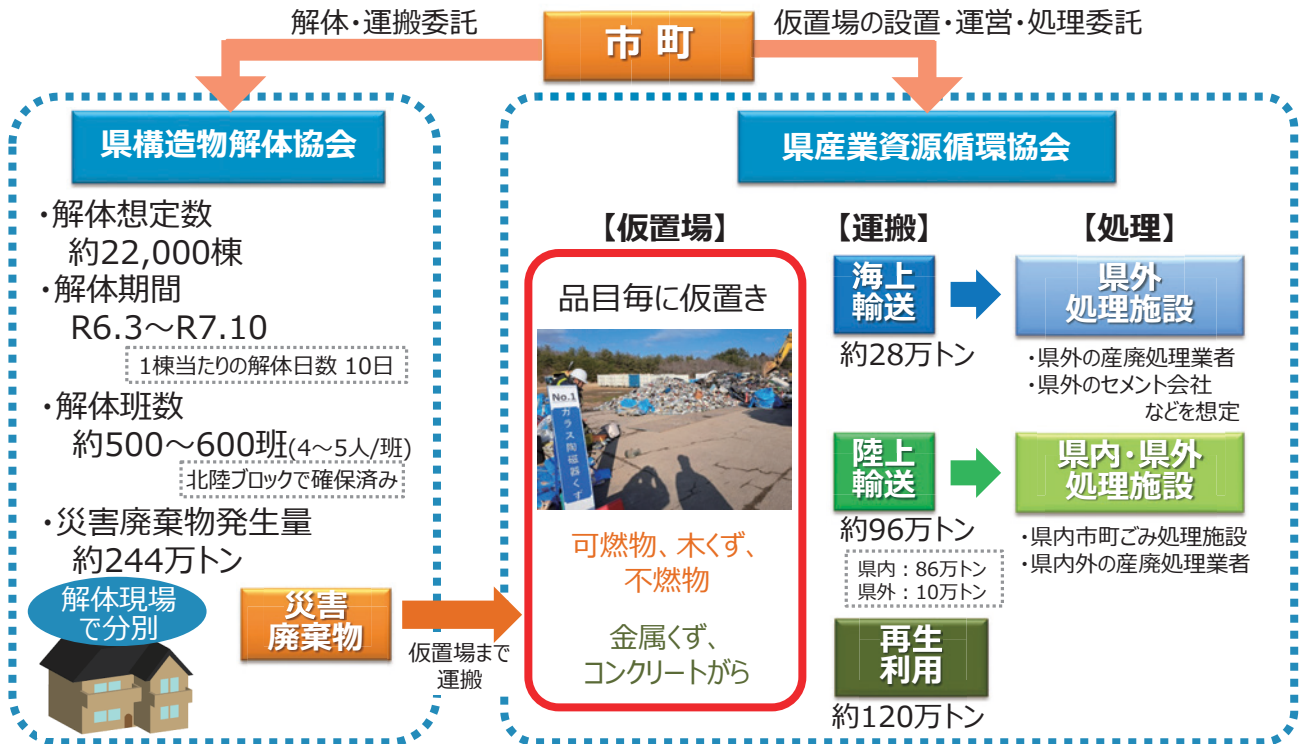 解体・運搬委託
市 町
仮置場の設置・運営・処理委託
県構造物解体協会
・解体想定数
約22,000棟
・解体期間
R6.3～R7.10
1棟当たりの解体日数 10日
・解体班数
約500～600班(4～5人/班)
北陸ブロックで確保済み
・災害廃棄物発生量
約244万トン
解体現場
で分別
災害
廃棄物
仮置場まで
運搬
県産業資源循環協会
【仮置場】
品目毎に仮置き
No.1
ガラス陶磁器くず
可燃物、木くず、
不燃物
金属くず、
コンクリートがら
【運搬】
海上
輸送
約28万トン
陸上
輸送
約96万トン
県内：86万トン
県外：10万トン
再生
利用
約120万トン
【処理】
県外
処理施設
・県外の産廃処理業者
・県外のセメント会社
などを想定
県内・県外
処理施設
・県内市町ごみ処理施設
・県内外の産廃処理業者